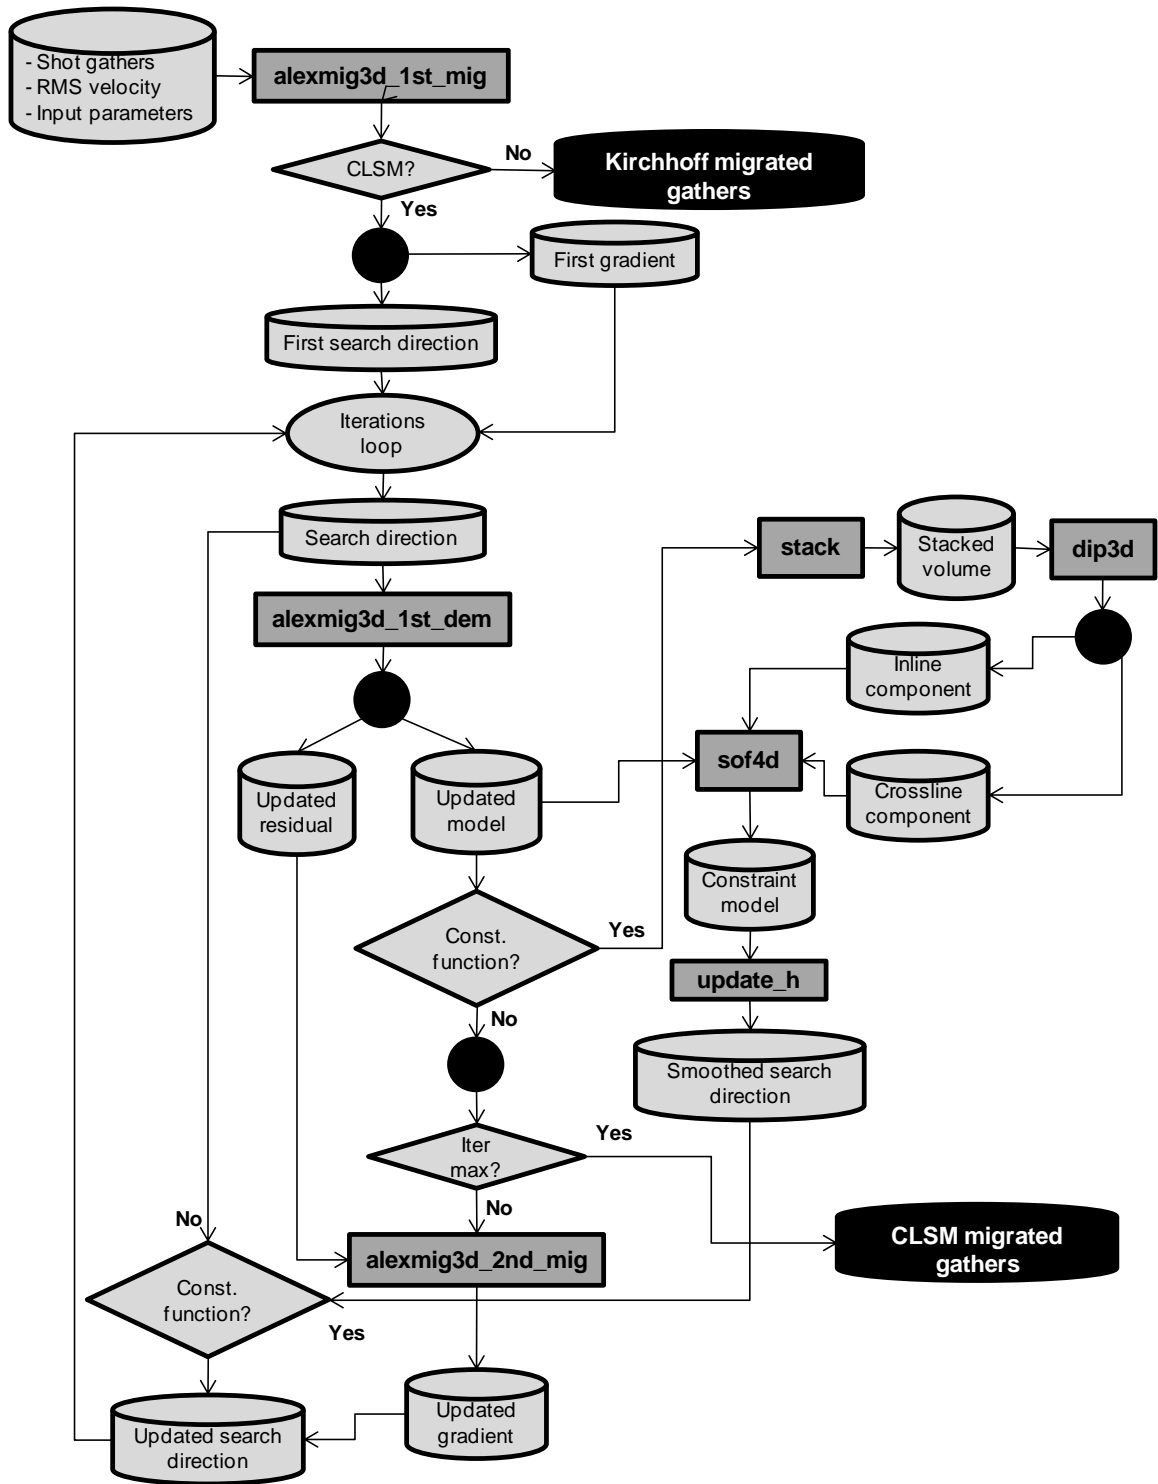 - Shot gathers
- RMS velocity
- Input parameters
alexmig3d_1st_mig
CLSM?
No
Kirchhoff migrated
gathers
Yes
First gradient
First search direction
Iterations
loop
Search direction
stack
Stacked
volume
dip3d
alexmig3d_1st_dem
Inline
component
sof4d
Updated
residual
Updated
model
Crossline
component
Constraint
model
Const.
function?
Yes
update_h
No
Smoothed search
direction
Iter
max?
Yes
No
No
CLSM migrated
gathers
alexmig3d_2nd_mig
Const.
function?
Yes
Updated search
direction
Updated
gradient